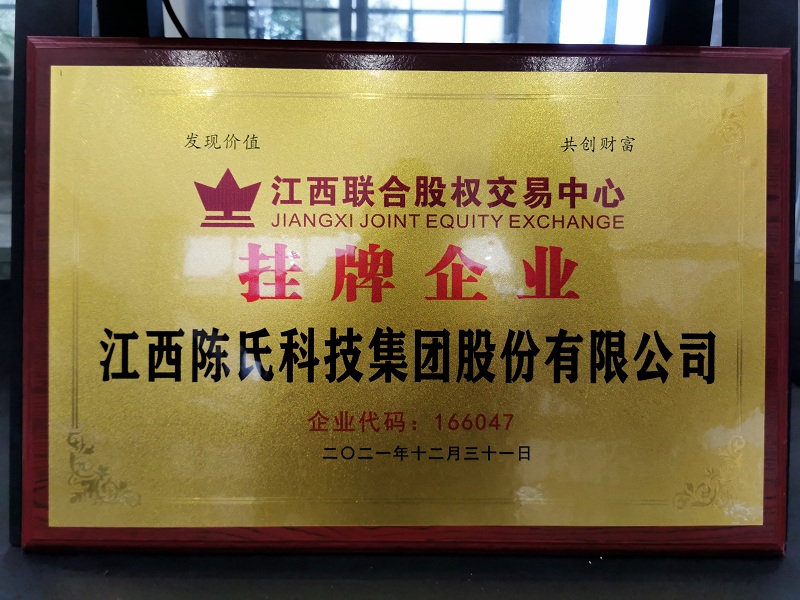 发现价值 共创财富
江西联合股权交易中心
JIANGXI JOINT EQUITY EXCHANGE
挂牌企业
江西陈氏科技集团股份有限公司
企业代码：166047
二〇二一年十二月三十一日